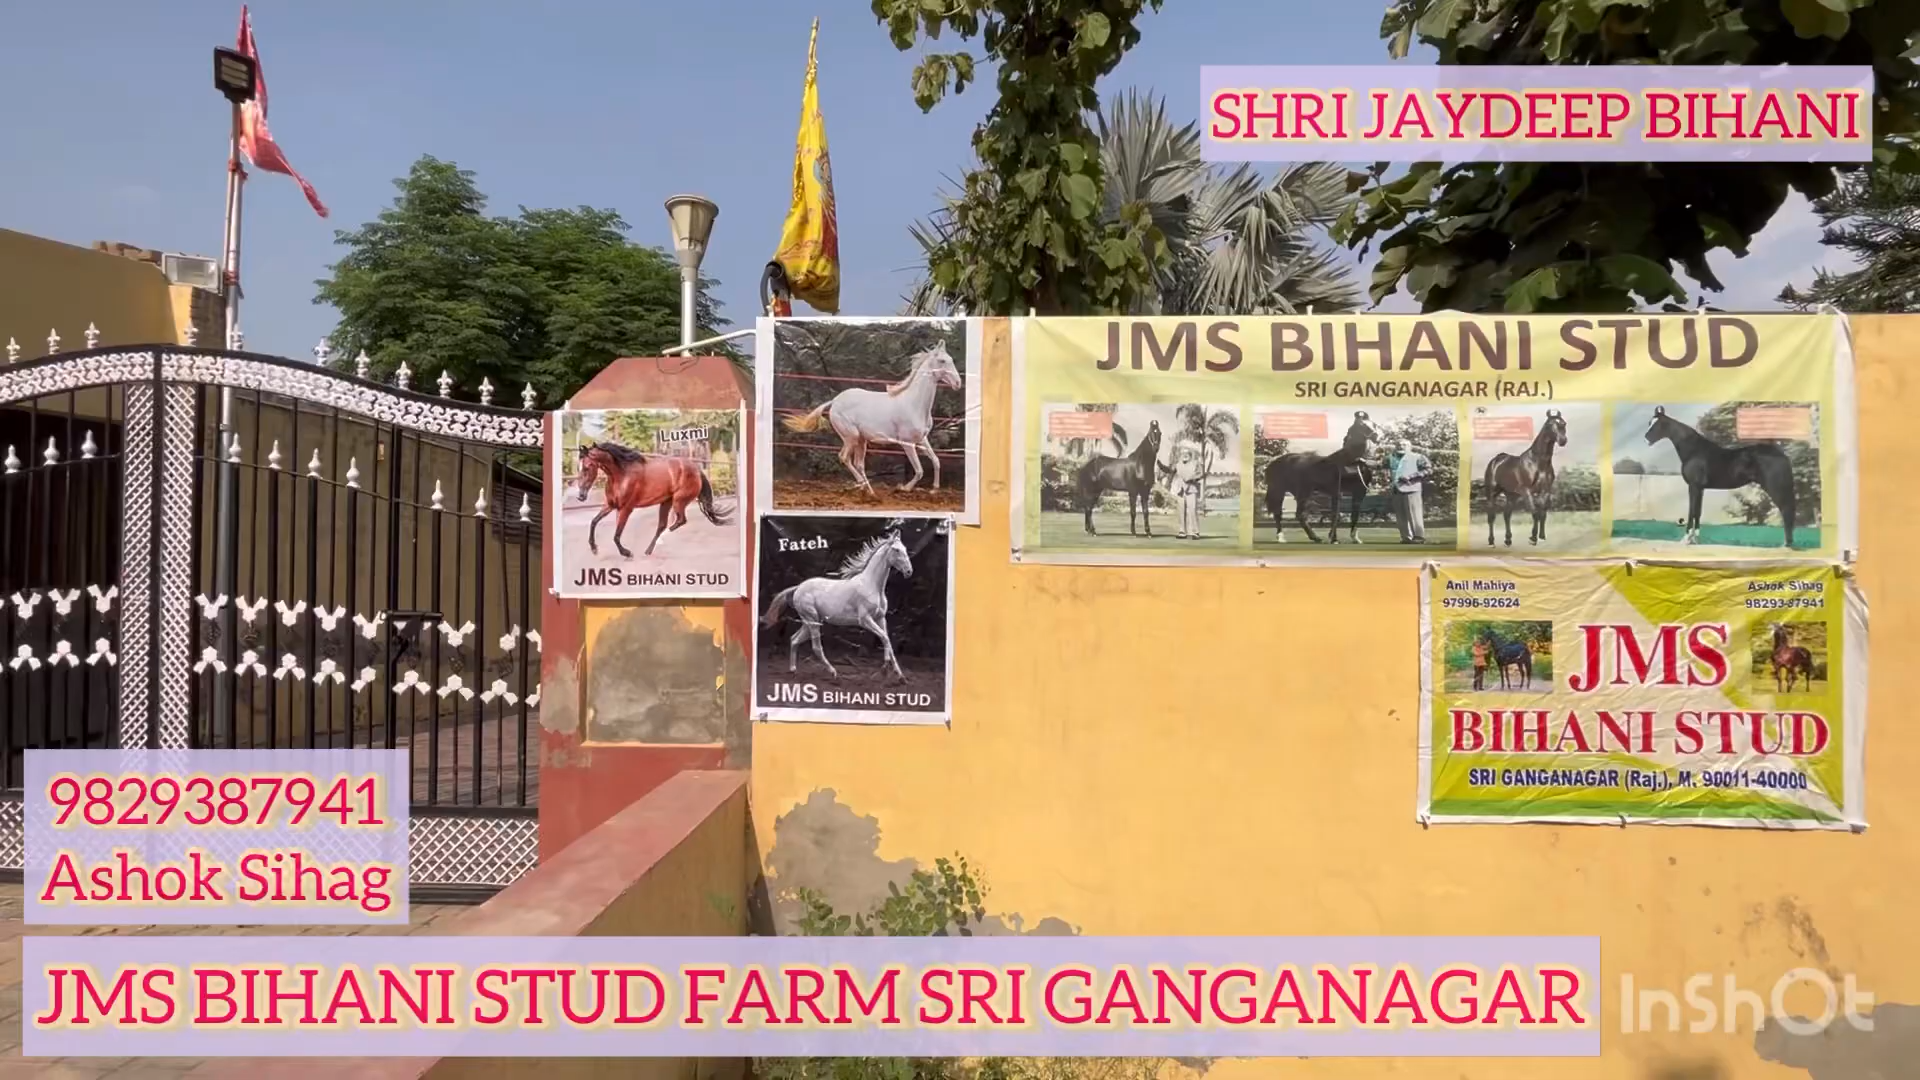 SHRI JAYDEEP BIHANI
JMS BIHANI STUD
SRI GANGANAGAR (RAJ.)
Luxmi
JMS BIHANI STUD
Fateh
JMS BIHANI STUD
Anil Mahiya
97996-92624
Ashok Sihag
98293-87941
JMS
BIHANI STUD
SRI GANGANAGAR (Raj.), M. 90011-40000
9829387941
Ashok Sihag
JMS BIHANI STUD FARM SRI GANGANAGAR
InShOt